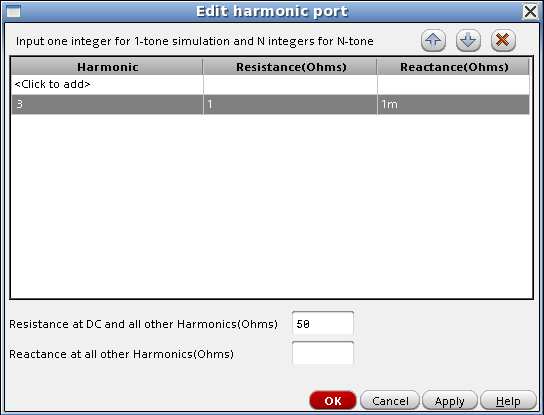 Edit harmonic port
Input one integer for 1-tone simulation and N integers for N-tone
Harmonic Resistance(Ohms) Reactance(Ohms)
<Click to add>
3 1 1m
Resistance at DC and all other Harmonics(Ohms) 50
Reactance at all other Harmonics(Ohms)
OK Cancel Apply Help